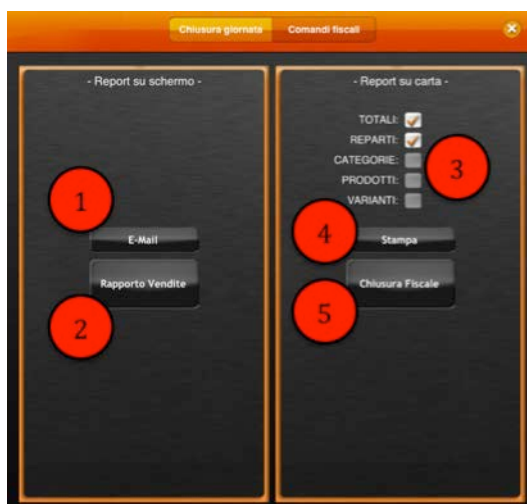 Chiusura giornata
Comandi fiscali
- Report su schermo -
1
E-Mail
Rapporto Vendite
2
- Report su carta -
TOTALI:
REPARTI:
CATEGORIE:
PRODOTTI:
VARIANTI:
3
4
Stampa
Chiusura Fiscale
5